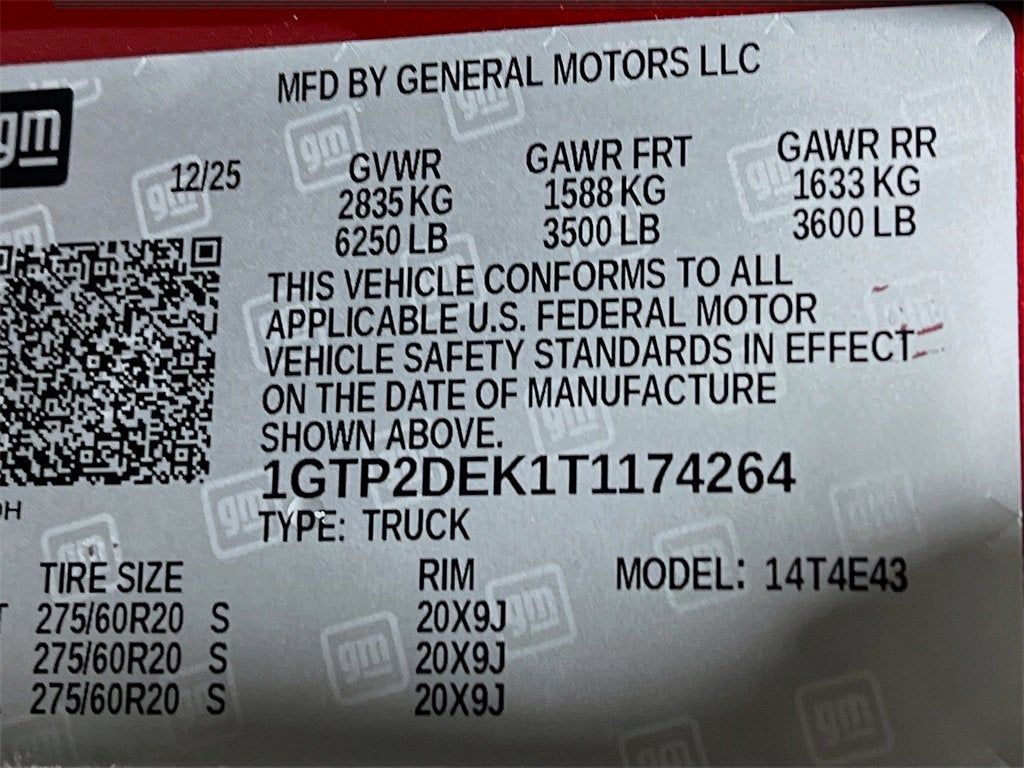 MFD BY GENERAL MOTORS LLC
gm
12/25
GVWR GAWR FRT GAWR RR
2835 KG 1588 KG 1633 KG
6250 LB 3500 LB 3600 LB
THIS VEHICLE CONFORMS TO ALL
APPLICABLE U.S. FEDERAL MOTOR
VEHICLE SAFETY STANDARDS IN EFFECT
ON THE DATE OF MANUFACTURE
SHOWN ABOVE.
1GTP2DEK1T1174264
TYPE: TRUCK
TIRE SIZE RIM MODEL: 14T4E43
275/60R20 S 20X9J
275/60R20 S 20X9J
275/60R20 S 20X9J